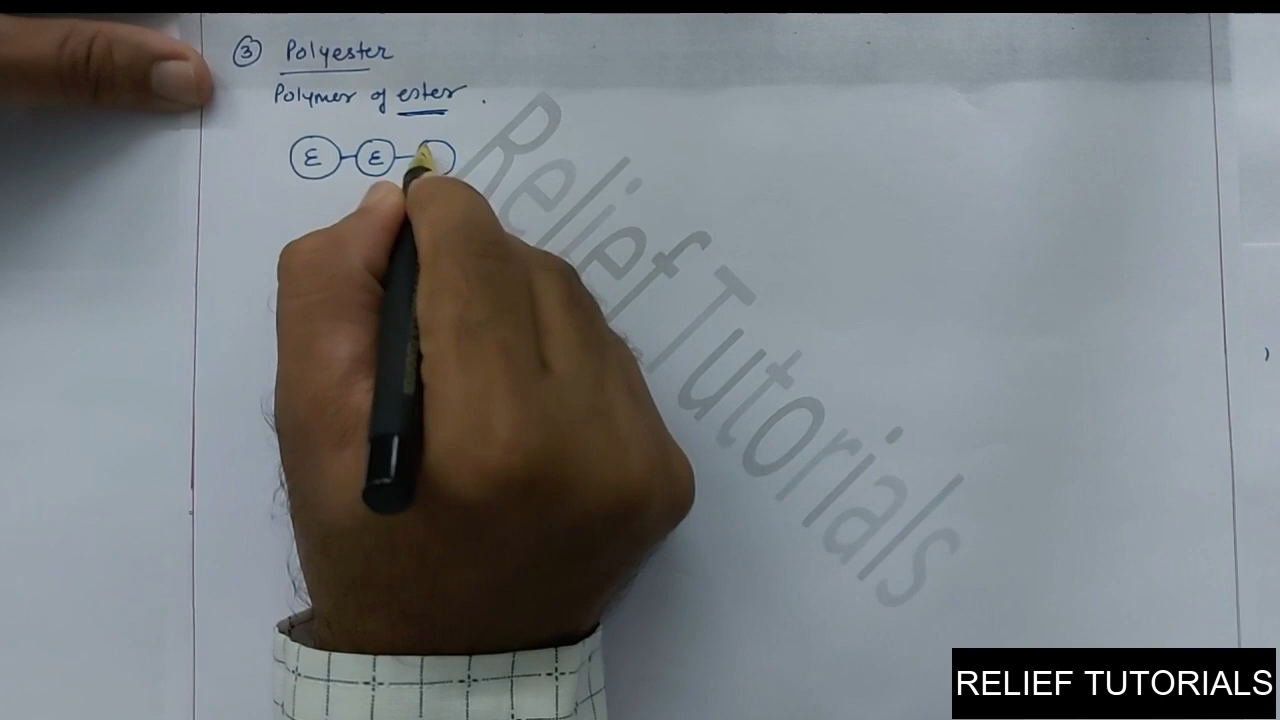 ③ Polyester
Polymer of ester.
Ɛ Ɛ
Relief Tutorials
RELIEF TUTORIALS